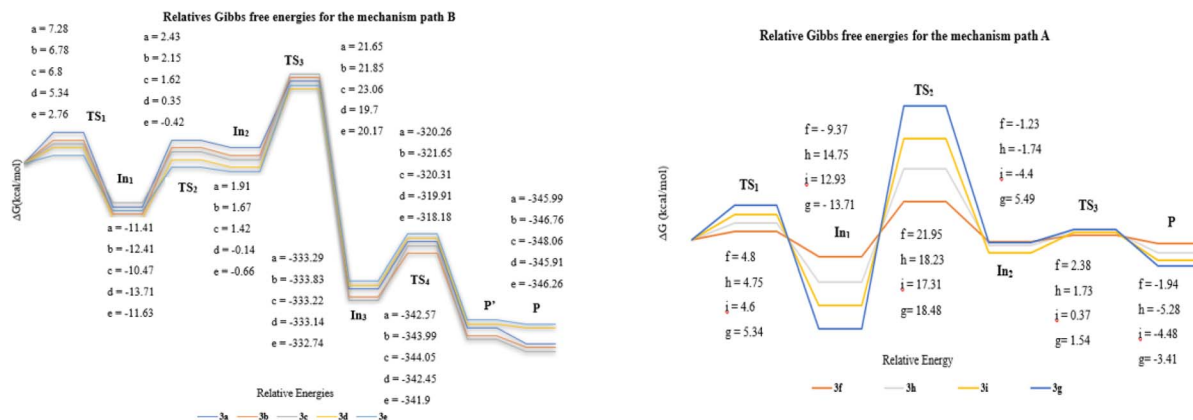 Relatives Gibbs free energies for the mechanism path B
a = 7.28
b = 6.78
c = 6.8
d = 5.34
e = 2.76
TS1
a = 2.43
b = 2.15
c = 1.62
d = 0.35
e = -0.42
In2
TS3
a = 21.65
b = 21.85
c = 23.06
d = 19.7
e = 20.17
ΔG(kcal/mol)
In1
TS2
a = -11.41
b = -12.41
c = -10.47
d = -13.71
e = -11.63
a = 1.91
b = 1.67
c = 1.42
d = -0.14
e = -0.66
a = -320.26
b = -321.65
c = -320.31
d = -319.91
e = -318.18
a = -333.29
b = -333.83
c = -333.22
d = -333.14
e = -332.74
In3
TS4
a = -345.99
b = -346.76
c = -348.06
d = -345.91
e = -346.26
P’
P
a = -342.57
b = -343.99
c = -344.05
d = -342.45
e = -341.9
Relative Energies
3a 3b 3c 3d 3e
Relative Gibbs free energies for the mechanism path A
ΔG (kcal/mol)
TS1
f = 4.8
h = 4.75
i = 4.6
g = 5.34
f = - 9.37
h = 14.75
i = 12.93
g= - 13.71
In1
TS2
f = 21.95
h = 18.23
i = 17.31
g = 18.48
f = -1.23
h = -1.74
i = -4.4
g= 5.49
In2
TS3
f = 2.38
h = 1.73
i = 0.37
g= 1.54
P
f = -1.94
h = -5.28
i = -4.48
g= -3.41
Relative Energy
3f 3h 3i 3g